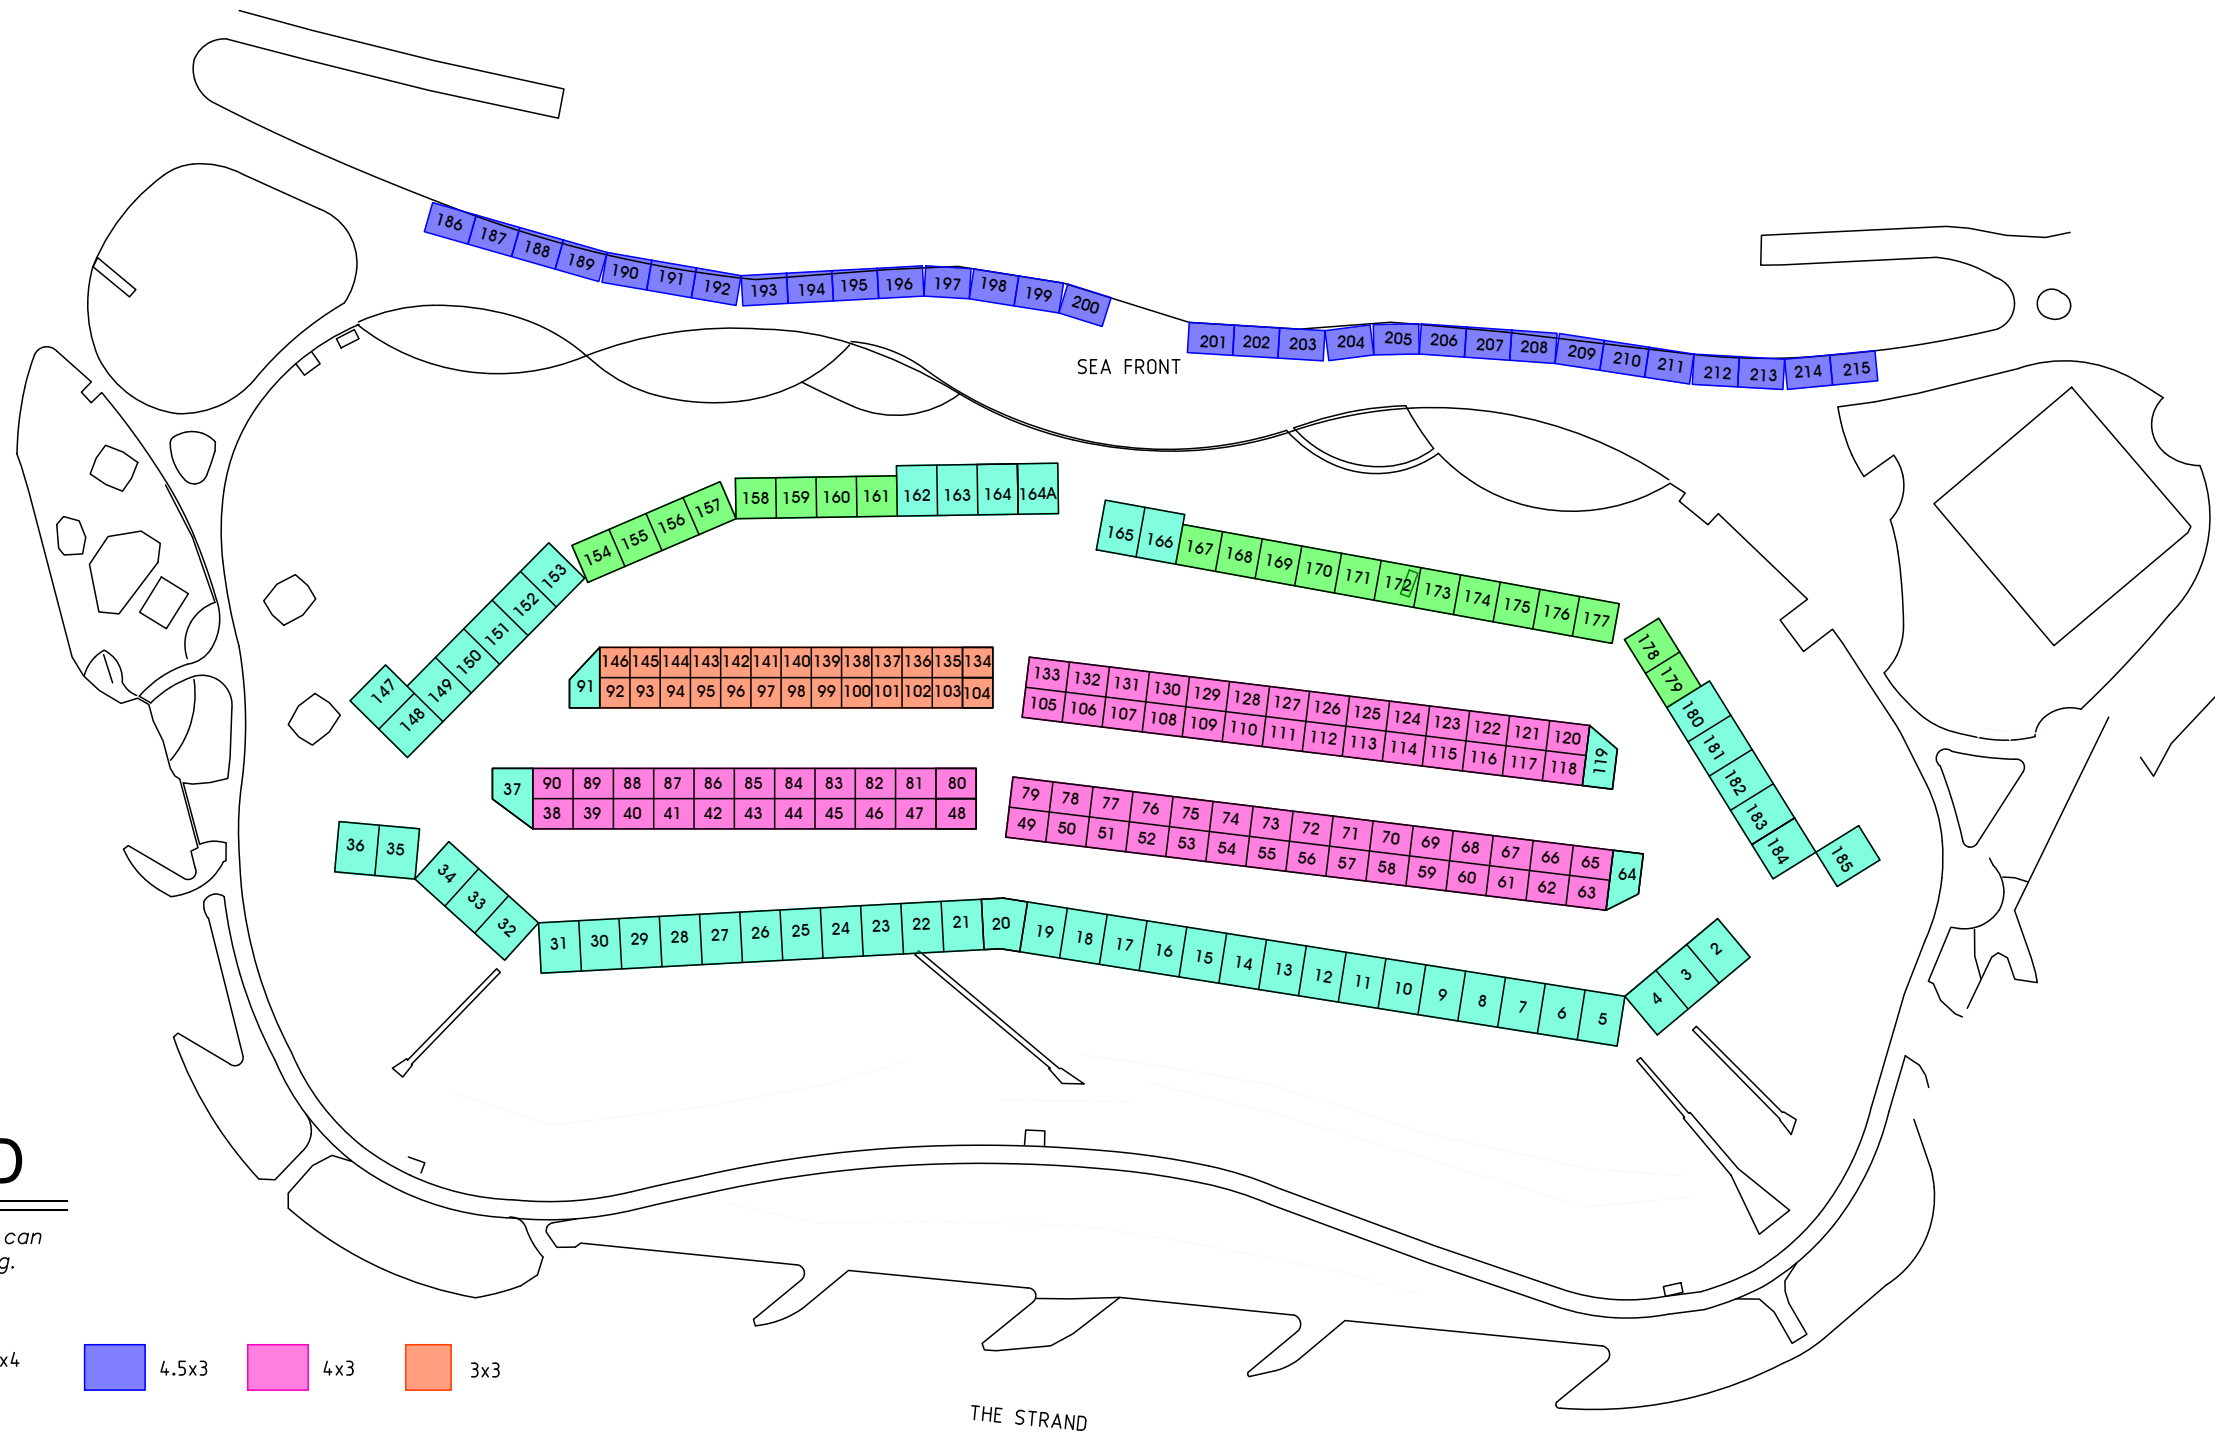 186 187 188 189 190 191 192 193 194 195 196 197 198 199 200
201 202 203 204 205 206 207 208 209 210 211 212 213 214 215
SEA FRONT
154 155 156 157 158 159 160 161 162 163 164 164A
165 166 167 168 169 170 171 172 173 174 175 176 177
147 148 149 150 151 152 153
178 179 180 181 182 183 184 185
91
146 145 144 143 142 141 140 139 138 137 136 135 134
92 93 94 95 96 97 98 99 100 101 102 103 104
133 132 131 130 129 128 127 126 125 124 123 122 121 120
105 106 107 108 109 110 111 112 113 114 115 116 117 118
119
37
90 89 88 87 86 85 84 83 82 81 80
38 39 40 41 42 43 44 45 46 47 48
79 78 77 76 75 74 73 72 71 70 69 68 67 66 65
49 50 51 52 53 54 55 56 57 58 59 60 61 62 63
64
36 35 34 33 32
31 30 29 28 27 26 25 24 23 22 21 20 19 18 17 16 15 14 13 12 11 10 9 8 7 6 5
4 3 2
D
can
g.
x4
4.5x3
4x3
3x3
THE STRAND